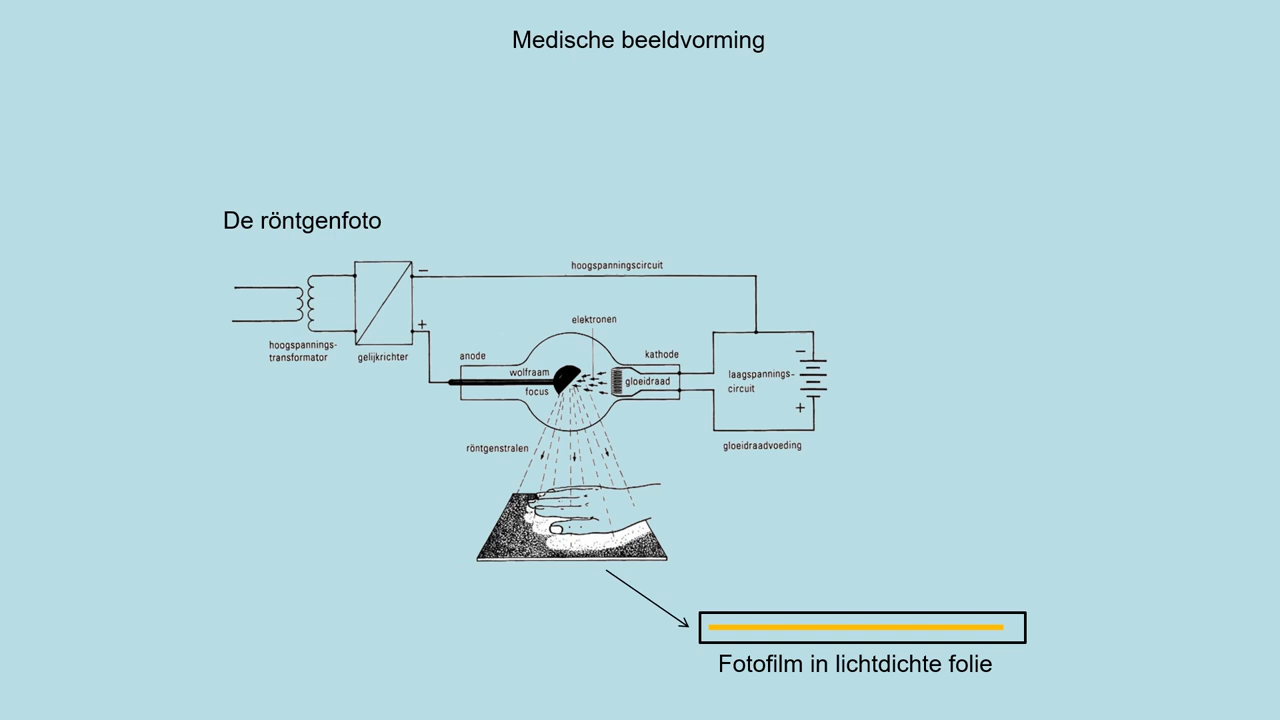 Medische beeldvorming
De röntgenfoto
hoogspanningscircuit
−
+
elektronen
hoogspannings-
transformator
gelijkrichter
anode
kathode
wolfraam
focus
gloeidraad
laagspannings-
circuit
−
+
röntgenstralen
gloeidraadvoeding
Fotofilm in lichtdichte folie